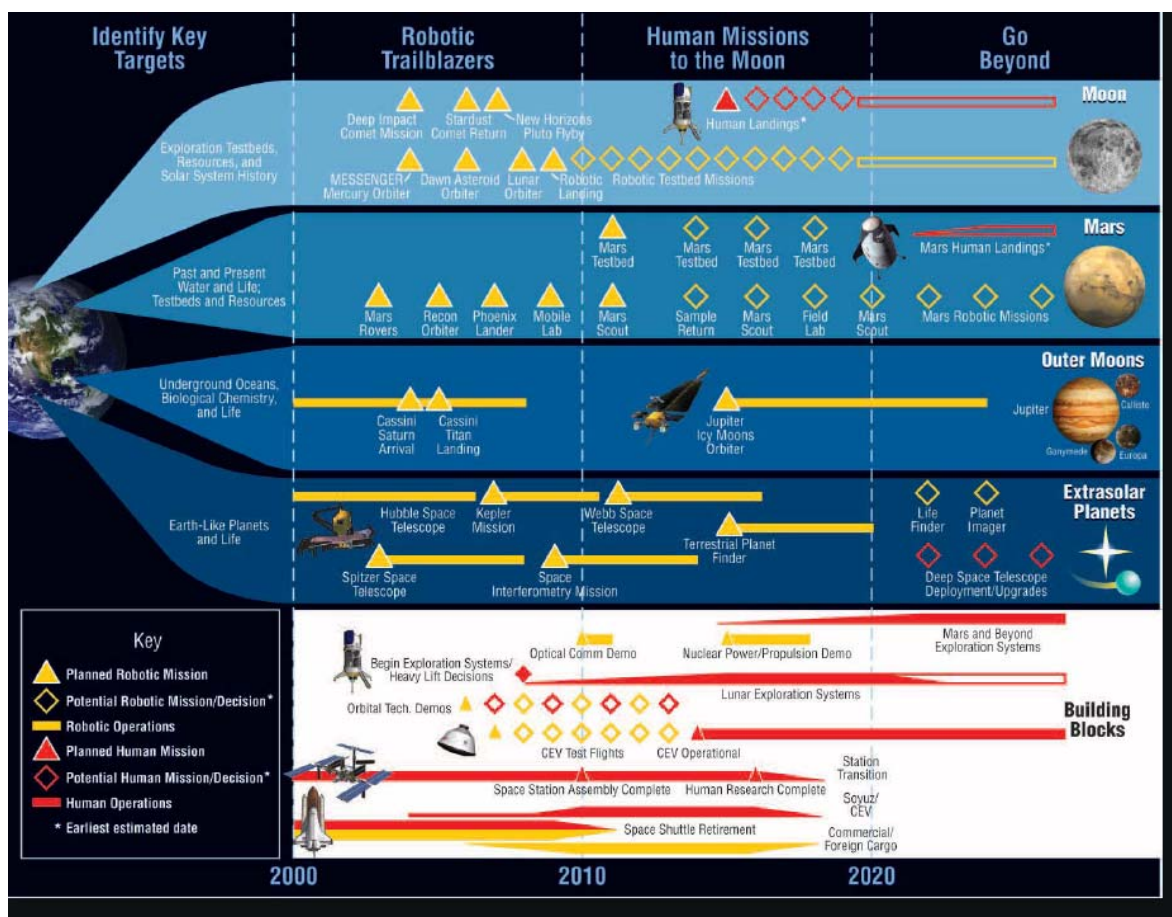 Identify Key
Targets
Robotic
Trailblazers
Human Missions
to the Moon
Go
Beyond
Moon
Exploration Testbeds,
Resources, and
Solar System History
Deep Impact
Comet Mission
Stardust
Comet Return
New Horizons
Pluto Flyby
Human Landings*
MESSENGER
Mercury Orbiter
Dawn Asteroid
Orbiter
Lunar
Orbiter
Robotic
Landing
Robotic Testbed Missions
Mars
Past and Present
Water and Life;
Testbeds and Resources
Mars
Testbed
Mars
Testbed
Mars
Testbed
Mars
Testbed
Mars Human Landings*
Mars
Rovers
Recon
Orbiter
Phoenix
Lander
Mobile
Lab
Mars
Scout
Sample
Return
Mars
Scout
Field
Lab
Mars
Scout
Mars Robotic Missions
Outer Moons
Underground Oceans,
Biological Chemistry,
and Life
Cassini
Saturn
Arrival
Cassini
Titan
Landing
Jupiter
Icy Moons
Orbiter
Jupiter
Callisto
Ganymede
Europa
Extrasolar
Planets
Earth-Like Planets
and Life
Hubble Space
Telescope
Kepler
Mission
Webb Space
Telescope
Terrestrial Planet
Finder
Life
Finder
Planet
Imager
Spitzer Space
Telescope
Space
Interferometry Mission
Deep Space Telescope
Deployment/Upgrades
Key
Planned Robotic Mission
Potential Robotic Mission/Decision*
Robotic Operations
Planned Human Mission
Potential Human Mission/Decision*
Human Operations
* Earliest estimated date
Building
Blocks
Mars and Beyond
Exploration Systems
Optical Comm Demo
Nuclear Power/Propulsion Demo
Begin Exploration Systems/
Heavy Lift Decisions
Lunar Exploration Systems
Orbital Tech. Demos
CEV Test Flights
CEV Operational
Space Station Assembly Complete
Human Research Complete
Station
Transition
Soyuz/
CEV
Space Shuttle Retirement
Commercial/
Foreign Cargo
2000
2010
2020